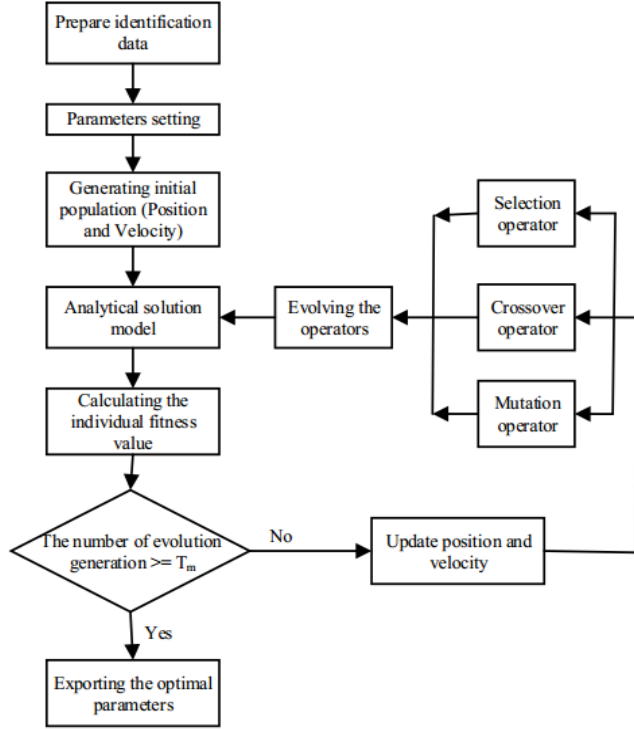 Prepare identification
data
Parameters setting
Generating initial
population (Position
and Velocity)
Analytical solution
model
Evolving the
operators
Selection
operator
Crossover
operator
Mutation
operator
Calculating the
individual fitness
value
The number of evolution
generation >= Tm
No
Update position and
velocity
Yes
Exporting the optimal
parameters